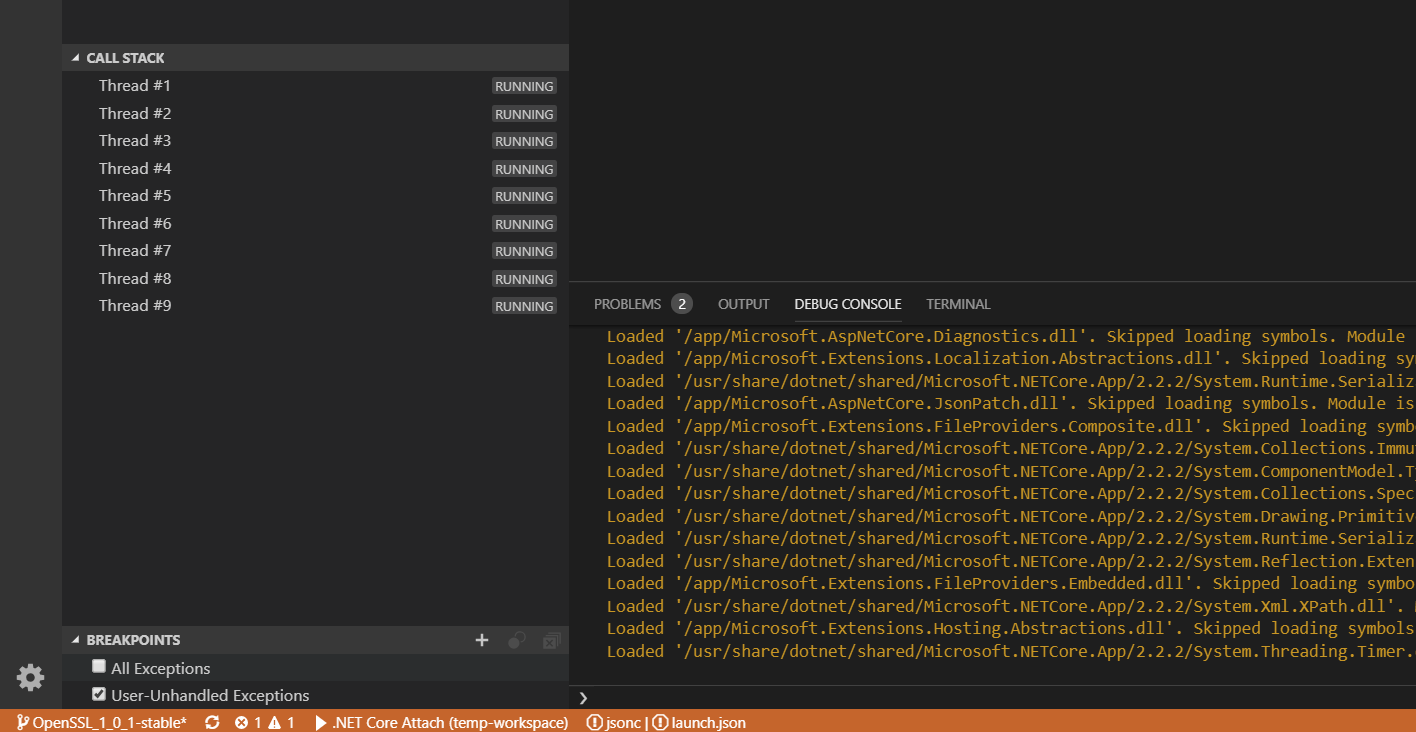 CALL STACK
Thread #1 RUNNING
Thread #2 RUNNING
Thread #3 RUNNING
Thread #4 RUNNING
Thread #5 RUNNING
Thread #6 RUNNING
Thread #7 RUNNING
Thread #8 RUNNING
Thread #9 RUNNING
BREAKPOINTS
All Exceptions
User-Unhandled Exceptions
PROBLEMS 2 OUTPUT DEBUG CONSOLE TERMINAL
Loaded '/app/Microsoft.AspNetCore.Diagnostics.dll'. Skipped loading symbols. Module
Loaded '/app/Microsoft.Extensions.Localization.Abstractions.dll'. Skipped loading sy
Loaded '/usr/share/dotnet/shared/Microsoft.NETCore.App/2.2.2/System.Runtime.Serializ
Loaded '/app/Microsoft.AspNetCore.JsonPatch.dll'. Skipped loading symbols. Module is
Loaded '/app/Microsoft.Extensions.FileProviders.Composite.dll'. Skipped loading symb
Loaded '/usr/share/dotnet/shared/Microsoft.NETCore.App/2.2.2/System.Collections.Immu
Loaded '/usr/share/dotnet/shared/Microsoft.NETCore.App/2.2.2/System.ComponentModel.Ty
Loaded '/usr/share/dotnet/shared/Microsoft.NETCore.App/2.2.2/System.Collections.Spec
Loaded '/usr/share/dotnet/shared/Microsoft.NETCore.App/2.2.2/System.Drawing.Primitiv
Loaded '/usr/share/dotnet/shared/Microsoft.NETCore.App/2.2.2/System.Runtime.Serializ
Loaded '/usr/share/dotnet/shared/Microsoft.NETCore.App/2.2.2/System.Reflection.Exten
Loaded '/app/Microsoft.Extensions.FileProviders.Embedded.dll'. Skipped loading symbo
Loaded '/usr/share/dotnet/shared/Microsoft.NETCore.App/2.2.2/System.Xml.XPath.dll'.
Loaded '/app/Microsoft.Extensions.Hosting.Abstractions.dll'. Skipped loading symbols
Loaded '/usr/share/dotnet/shared/Microsoft.NETCore.App/2.2.2/System.Threading.Timer.
OpenSSL_1_0_1-stable* 1 1 .NET Core Attach (temp-workspace) jsonc | launch.json